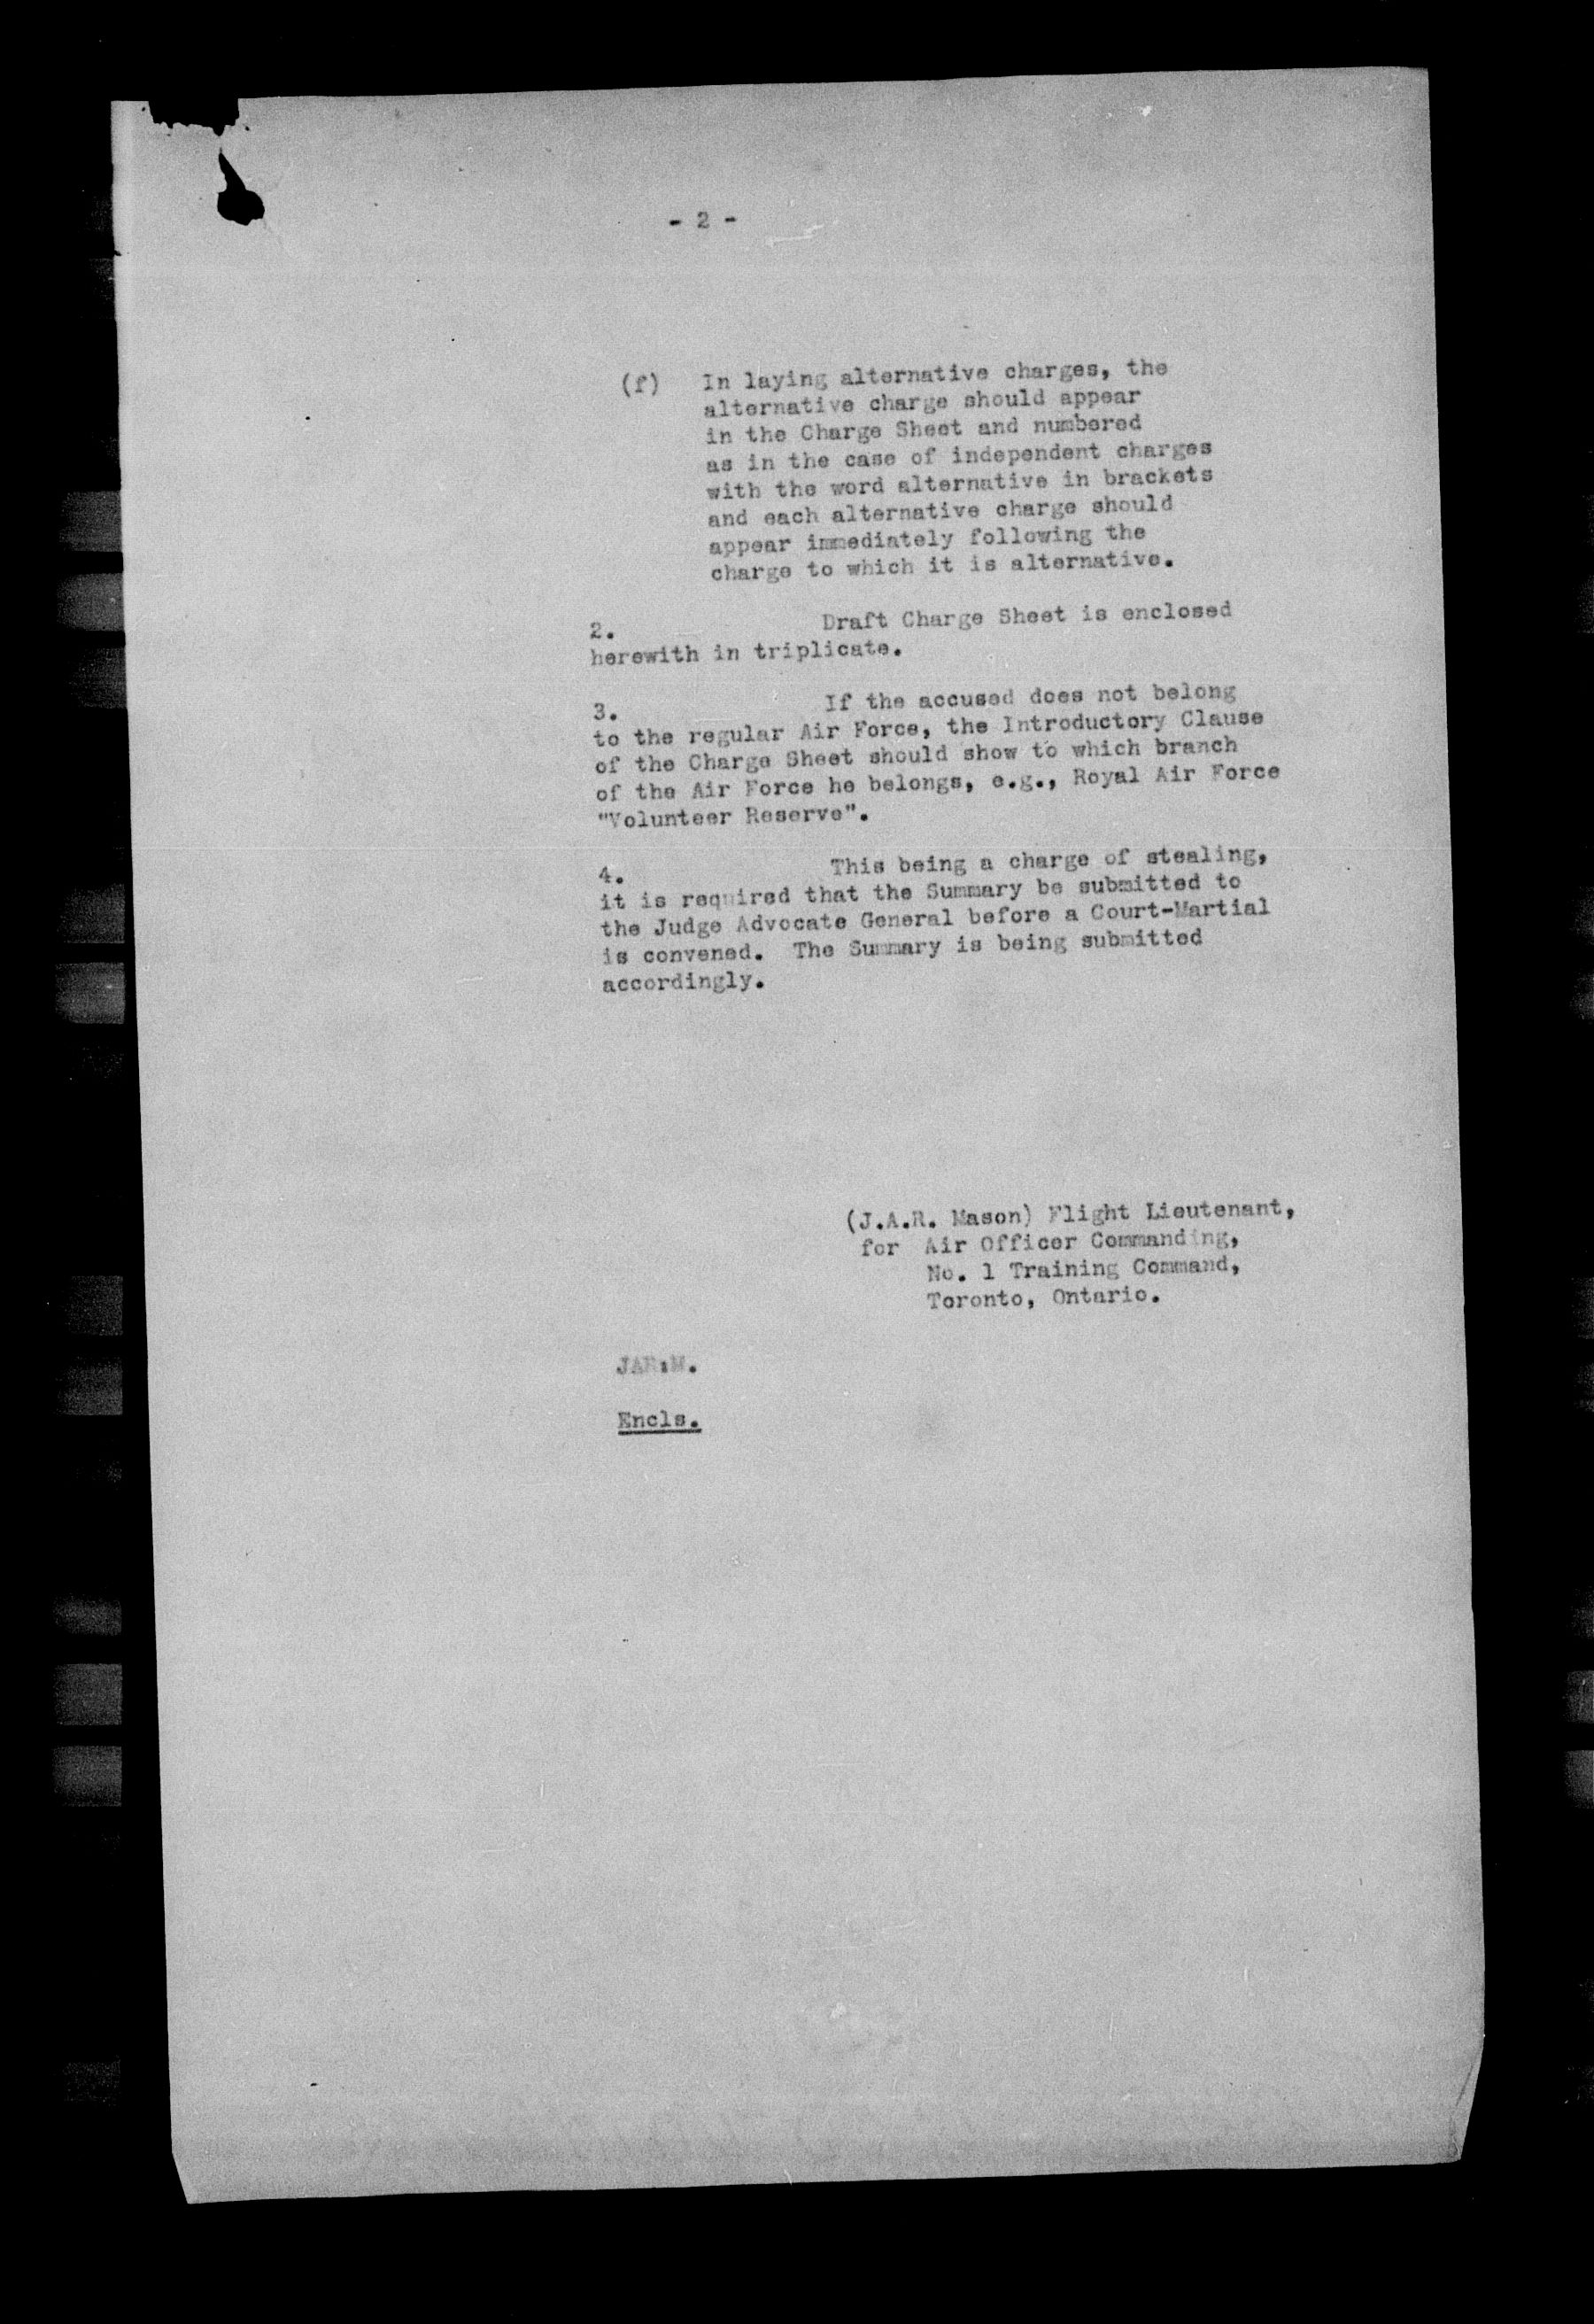 - 2 -
(f) In laying alternative charges, the
alternative charge should appear
in the Charge Sheet and numbered
as in the case of independent charges
with the word alternative in brackets
and each alternative charge should
appear immediately following the
charge to which it is alternative.
2. Draft Charge Sheet is enclosed
herewith in triplicate.
3. If the accused does not belong
to the regular Air Force, the Introductory Clause
of the Charge Sheet should show to which branch
of the Air Force he belongs, e.g., Royal Air Force
"Volunteer Reserve".
4. This being a charge of stealing,
it is required that the Summary be submitted to
the Judge Advocate General before a Court-Martial
is convened. The Summary is being submitted
accordingly.
(J.A.R. Mason) Flight Lieutenant,
for Air Officer Commanding,
No. 1 Training Command,
Toronto, Ontario.
JAR:M.
Encls.